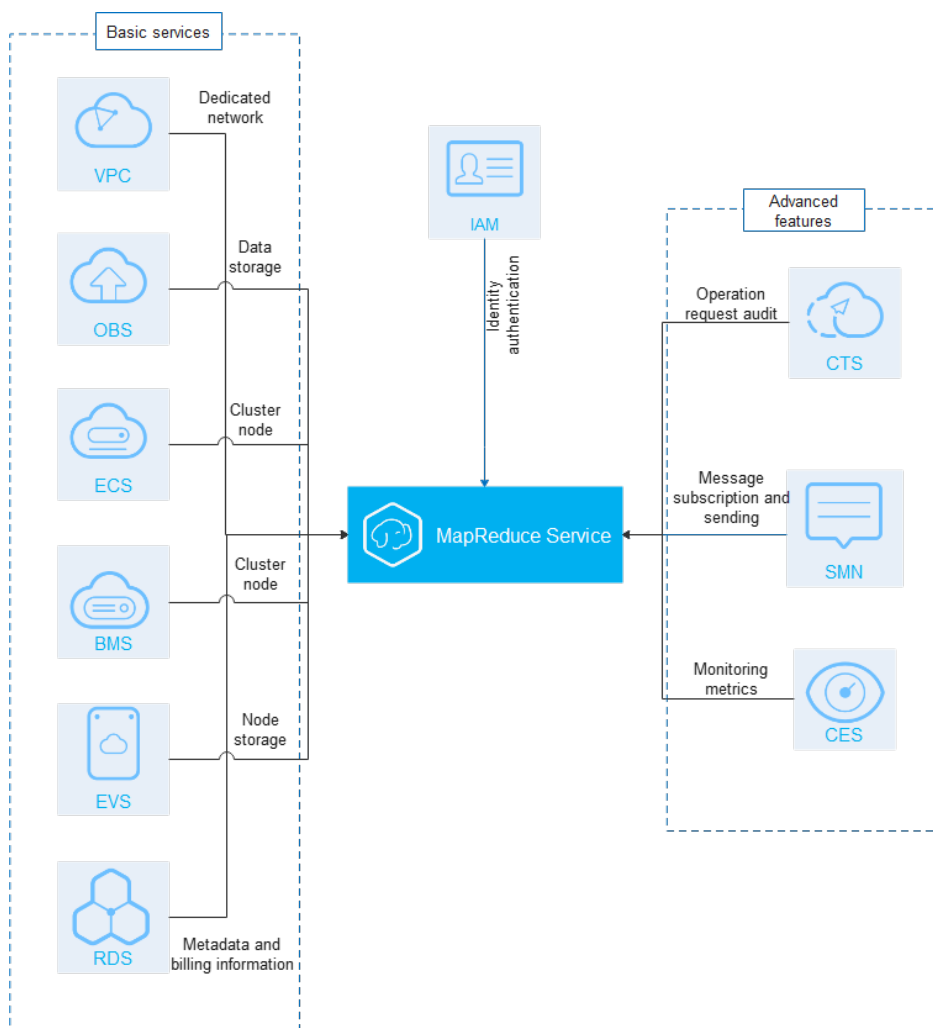 Basic services
Dedicated
network
VPC
Data
storage
OBS
Cluster
node
ECS
Cluster
node
BMS
Node
storage
EVS
RDS
Metadata and
billing information
IAM
Identity
authentication
MapReduce Service
Advanced
features
Operation
request audit
CTS
Message
subscription and
sending
SMN
Monitoring
metrics
CES